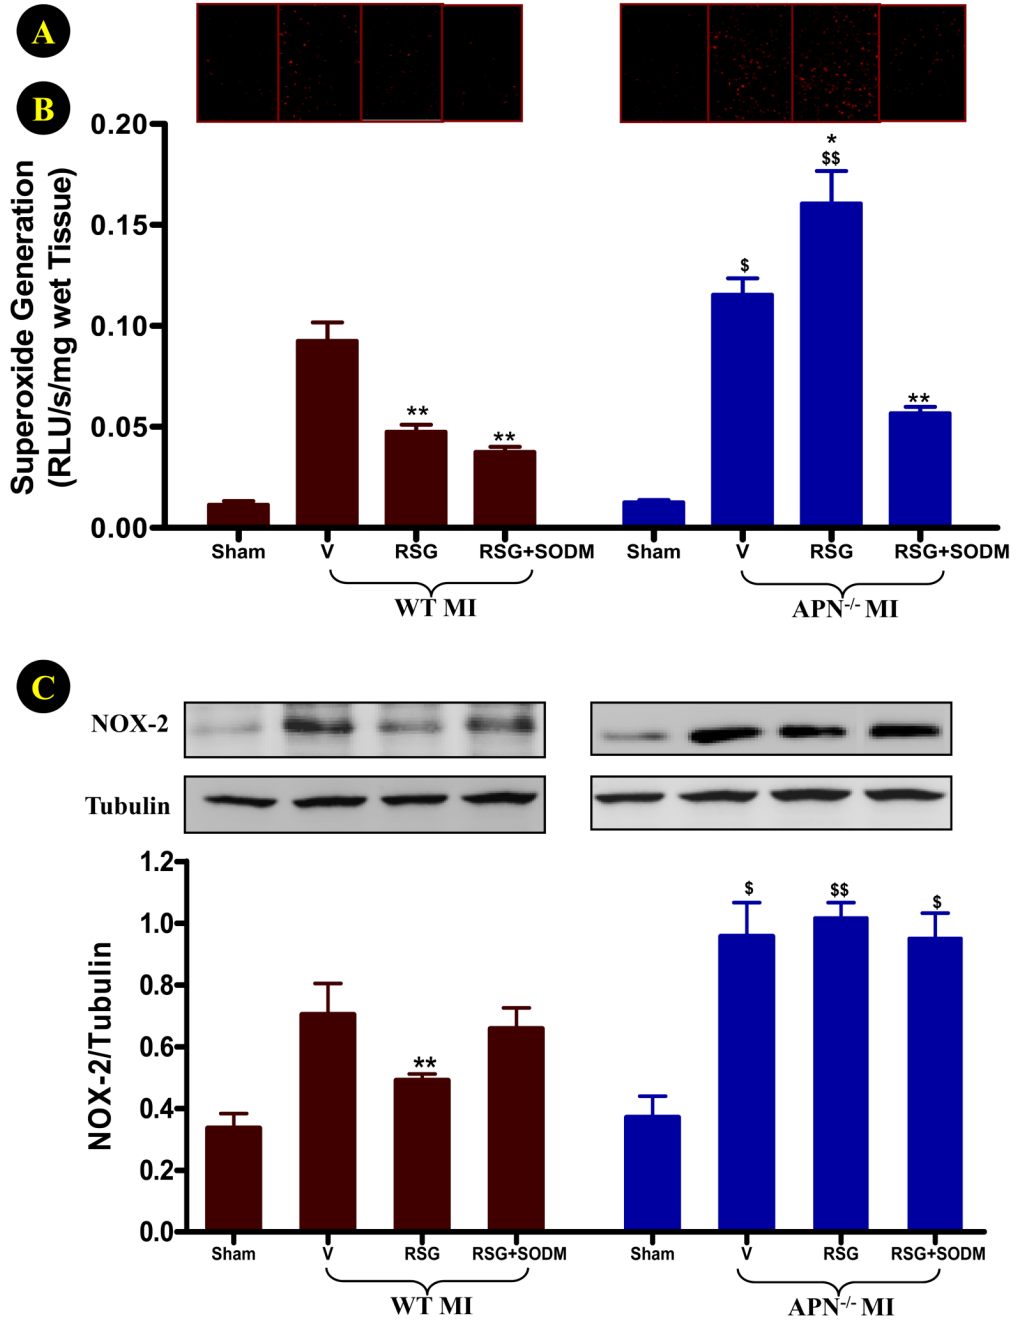 A
B
Superoxide Generation
(RLU/s/mg wet Tissue)
0.20
0.15
0.10
0.05
0.00
** ** $ $$ * **
Sham V RSG RSG+SODM Sham V RSG RSG+SODM
WT MI APN-/- MI
C
NOX-2
Tubulin
NOX-2/Tubulin
1.2
1.0
0.8
0.6
0.4
0.2
0.0
** $ $$ $
Sham V RSG RSG+SODM Sham V RSG RSG+SODM
WT MI APN-/- MI